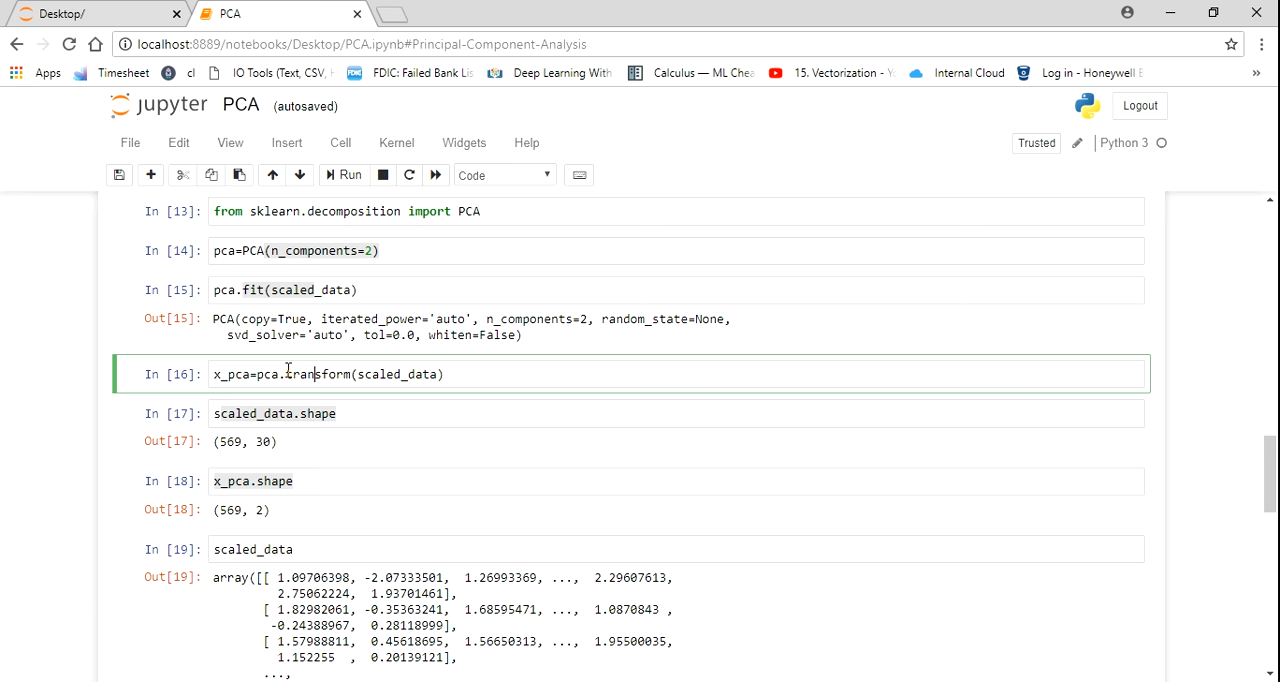 Desktop/
PCA
localhost:8889/notebooks/Desktop/PCA.ipynb#Principal-Component-Analysis
Apps Timesheet cl IO Tools (Text, CSV, FDIC: Failed Bank Lis Deep Learning With Calculus — ML Chea 15. Vectorization - Internal Cloud Log in - Honeywell »
jupyter PCA (autosaved)
Logout
File Edit View Insert Cell Kernel Widgets Help
Trusted Python 3
Run Code
In [13]: from sklearn.decomposition import PCA
In [14]: pca=PCA(n_components=2)
In [15]: pca.fit(scaled_data)
Out[15]: PCA(copy=True, iterated_power='auto', n_components=2, random_state=None,
svd_solver='auto', tol=0.0, whiten=False)
In [16]: x_pca=pca.transform(scaled_data)
In [17]: scaled_data.shape
Out[17]: (569, 30)
In [18]: x_pca.shape
Out[18]: (569, 2)
In [19]: scaled_data
Out[19]: array([[ 1.09706398, -2.07333501, 1.26993369, ..., 2.29607613,
2.75062224, 1.93701461],
[ 1.82982061, -0.35363241, 1.68595471, ..., 1.0870843 ,
-0.24388967, 0.28118999],
[ 1.57988811, 0.45618695, 1.56650313, ..., 1.95500035,
1.152255 , 0.20139121],
...,